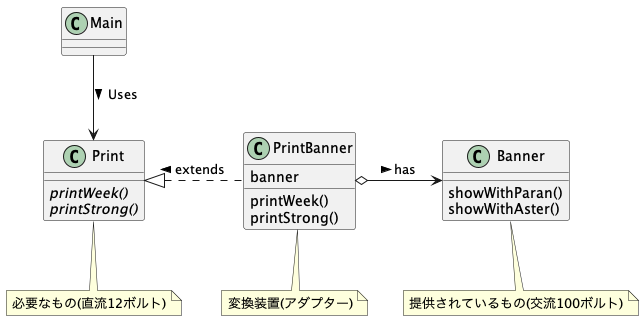 C Main
Uses
C Print
printWeek()
printStrong()
extends
C PrintBanner
banner
printWeek()
printStrong()
has
C Banner
showWithParan()
showWithAster()
必要なもの(直流12ボルト)
変換装置(アダプター)
提供されているもの(交流100ボルト)